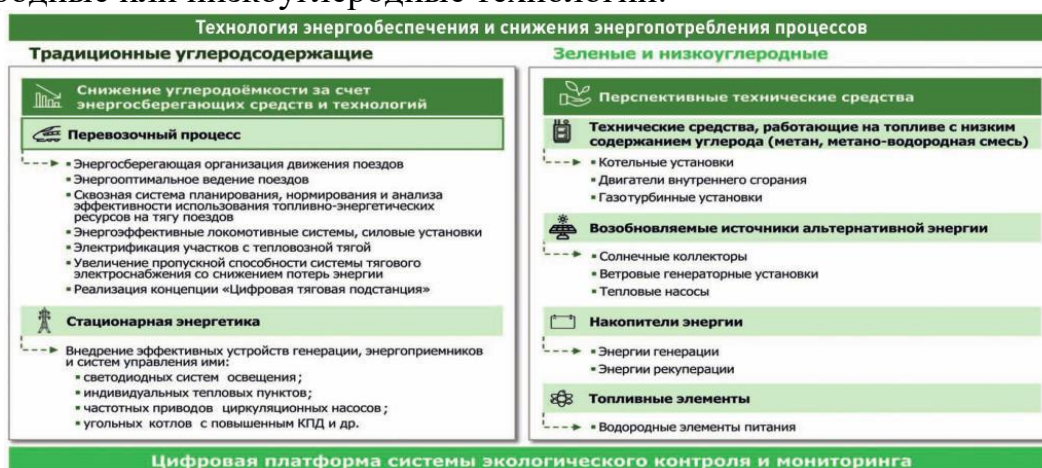 водные или низкоуглеродные технологии.
Технология энергообеспечения и снижения энергопотребления процессов
Традиционные углеродсодержащие
Снижение углеродоёмкости за счет
энергосберегающих средств и технологий
Перевозочный процесс
Энергосберегающая организация движения поездов
Энергооптимальное ведение поездов
Сквозная система планирования, нормирования и анализа
эффективности использования топливно-энергетических
ресурсов на тягу поездов
Энергоэффективные локомотивные системы, силовые установки
Электрификация участков с тепловозной тягой
Увеличение пропускной способности системы тягового
электроснабжения со снижением потерь энергии
Реализация концепции «Цифровая тяговая подстанция»
Стационарная энергетика
Внедрение эффективных устройств генерации, энергоприемников
и систем управления ими:
светодиодных систем освещения;
индивидуальных тепловых пунктов;
частотных приводов циркуляционных насосов;
угольных котлов с повышенным КПД и др.
Зеленые и низкоуглеродные
Перспективные технические средства
Технические средства, работающие на топливе с низким
содержанием углерода (метан, метано-водородная смесь)
Котельные установки
Двигатели внутреннего сгорания
Газотурбинные установки
Возобновляемые источники альтернативной энергии
Солнечные коллекторы
Ветровые генераторные установки
Тепловые насосы
Накопители энергии
Энергии генерации
Энергии рекуперации
Топливные элементы
Водородные элементы питания
Цифровая платформа системы экологического контроля и мониторинга